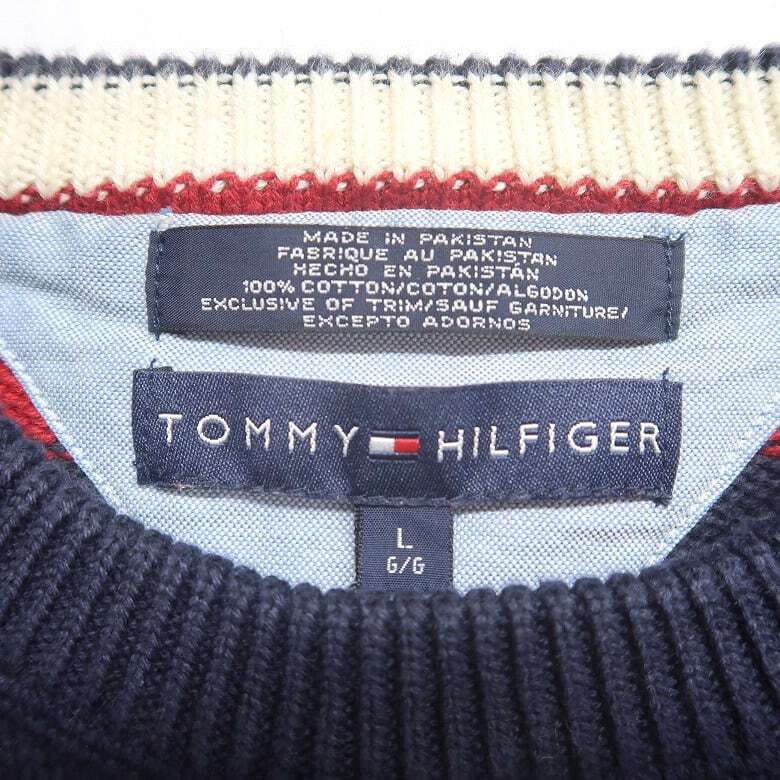 MADE IN PAKISTAN
FABRIQUE AU PAKISTAN
HECHO EN PAKISTÁN
100% COTTON/COTON/ALGODON
EXCLUSIVE OF TRIM/SAUF GARNITURE/
EXCEPTO ADORNOS
TOMMY HILFIGER
L
G/G